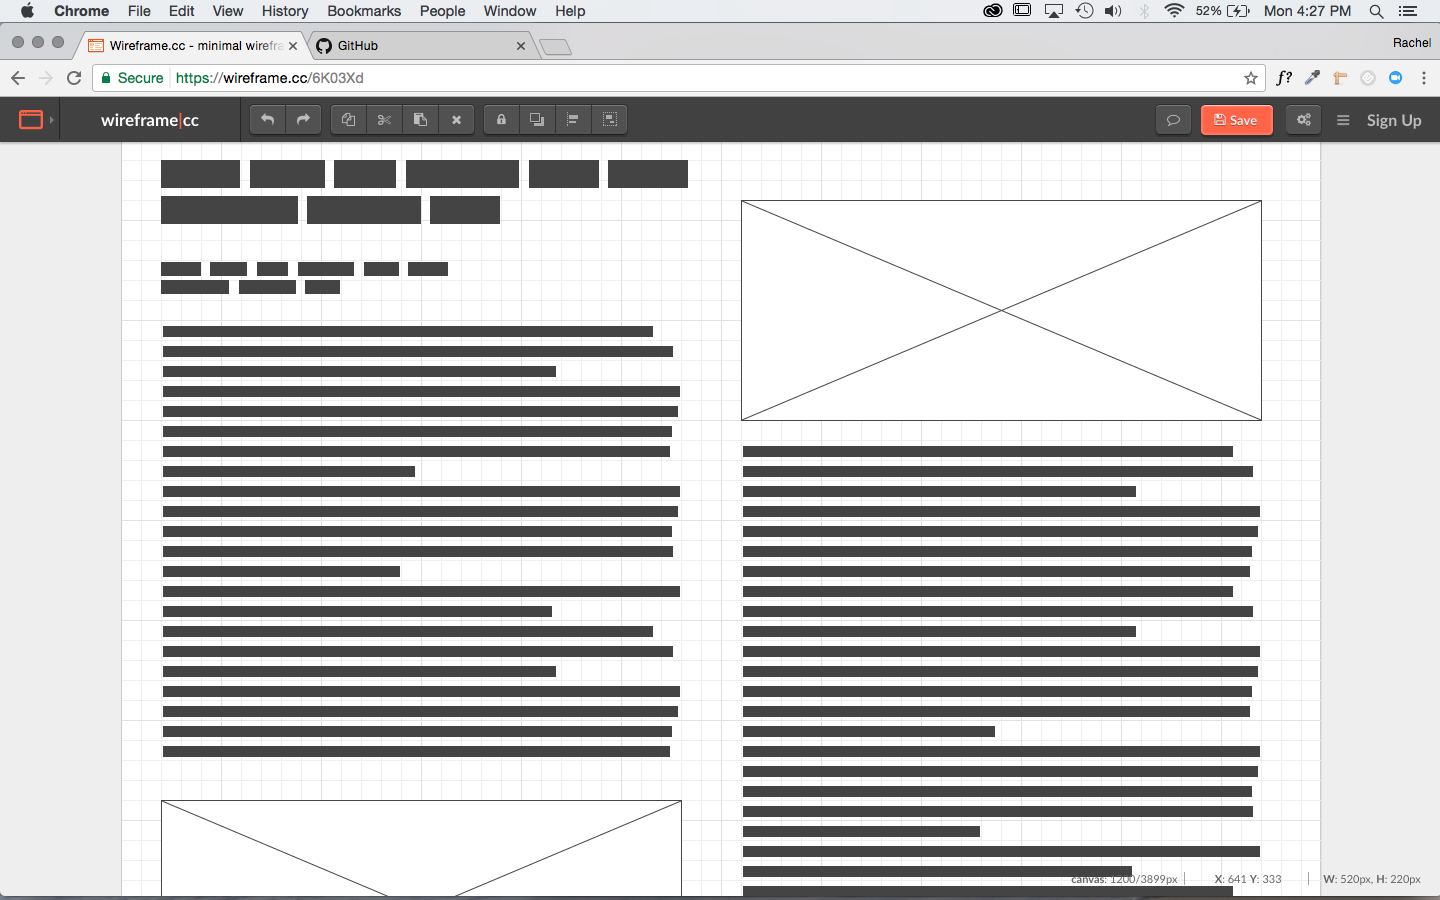 Chrome File Edit View History Bookmarks People Window Help 52% Mon 4:27 PM
Wireframe.cc - minimal wirefra GitHub Rachel
Secure https://wireframe.cc/6K03Xd f?
wireframe|cc Save Sign Up
canvas: 1200/3899px X: 641 Y: 333 W: 520px, H: 220px